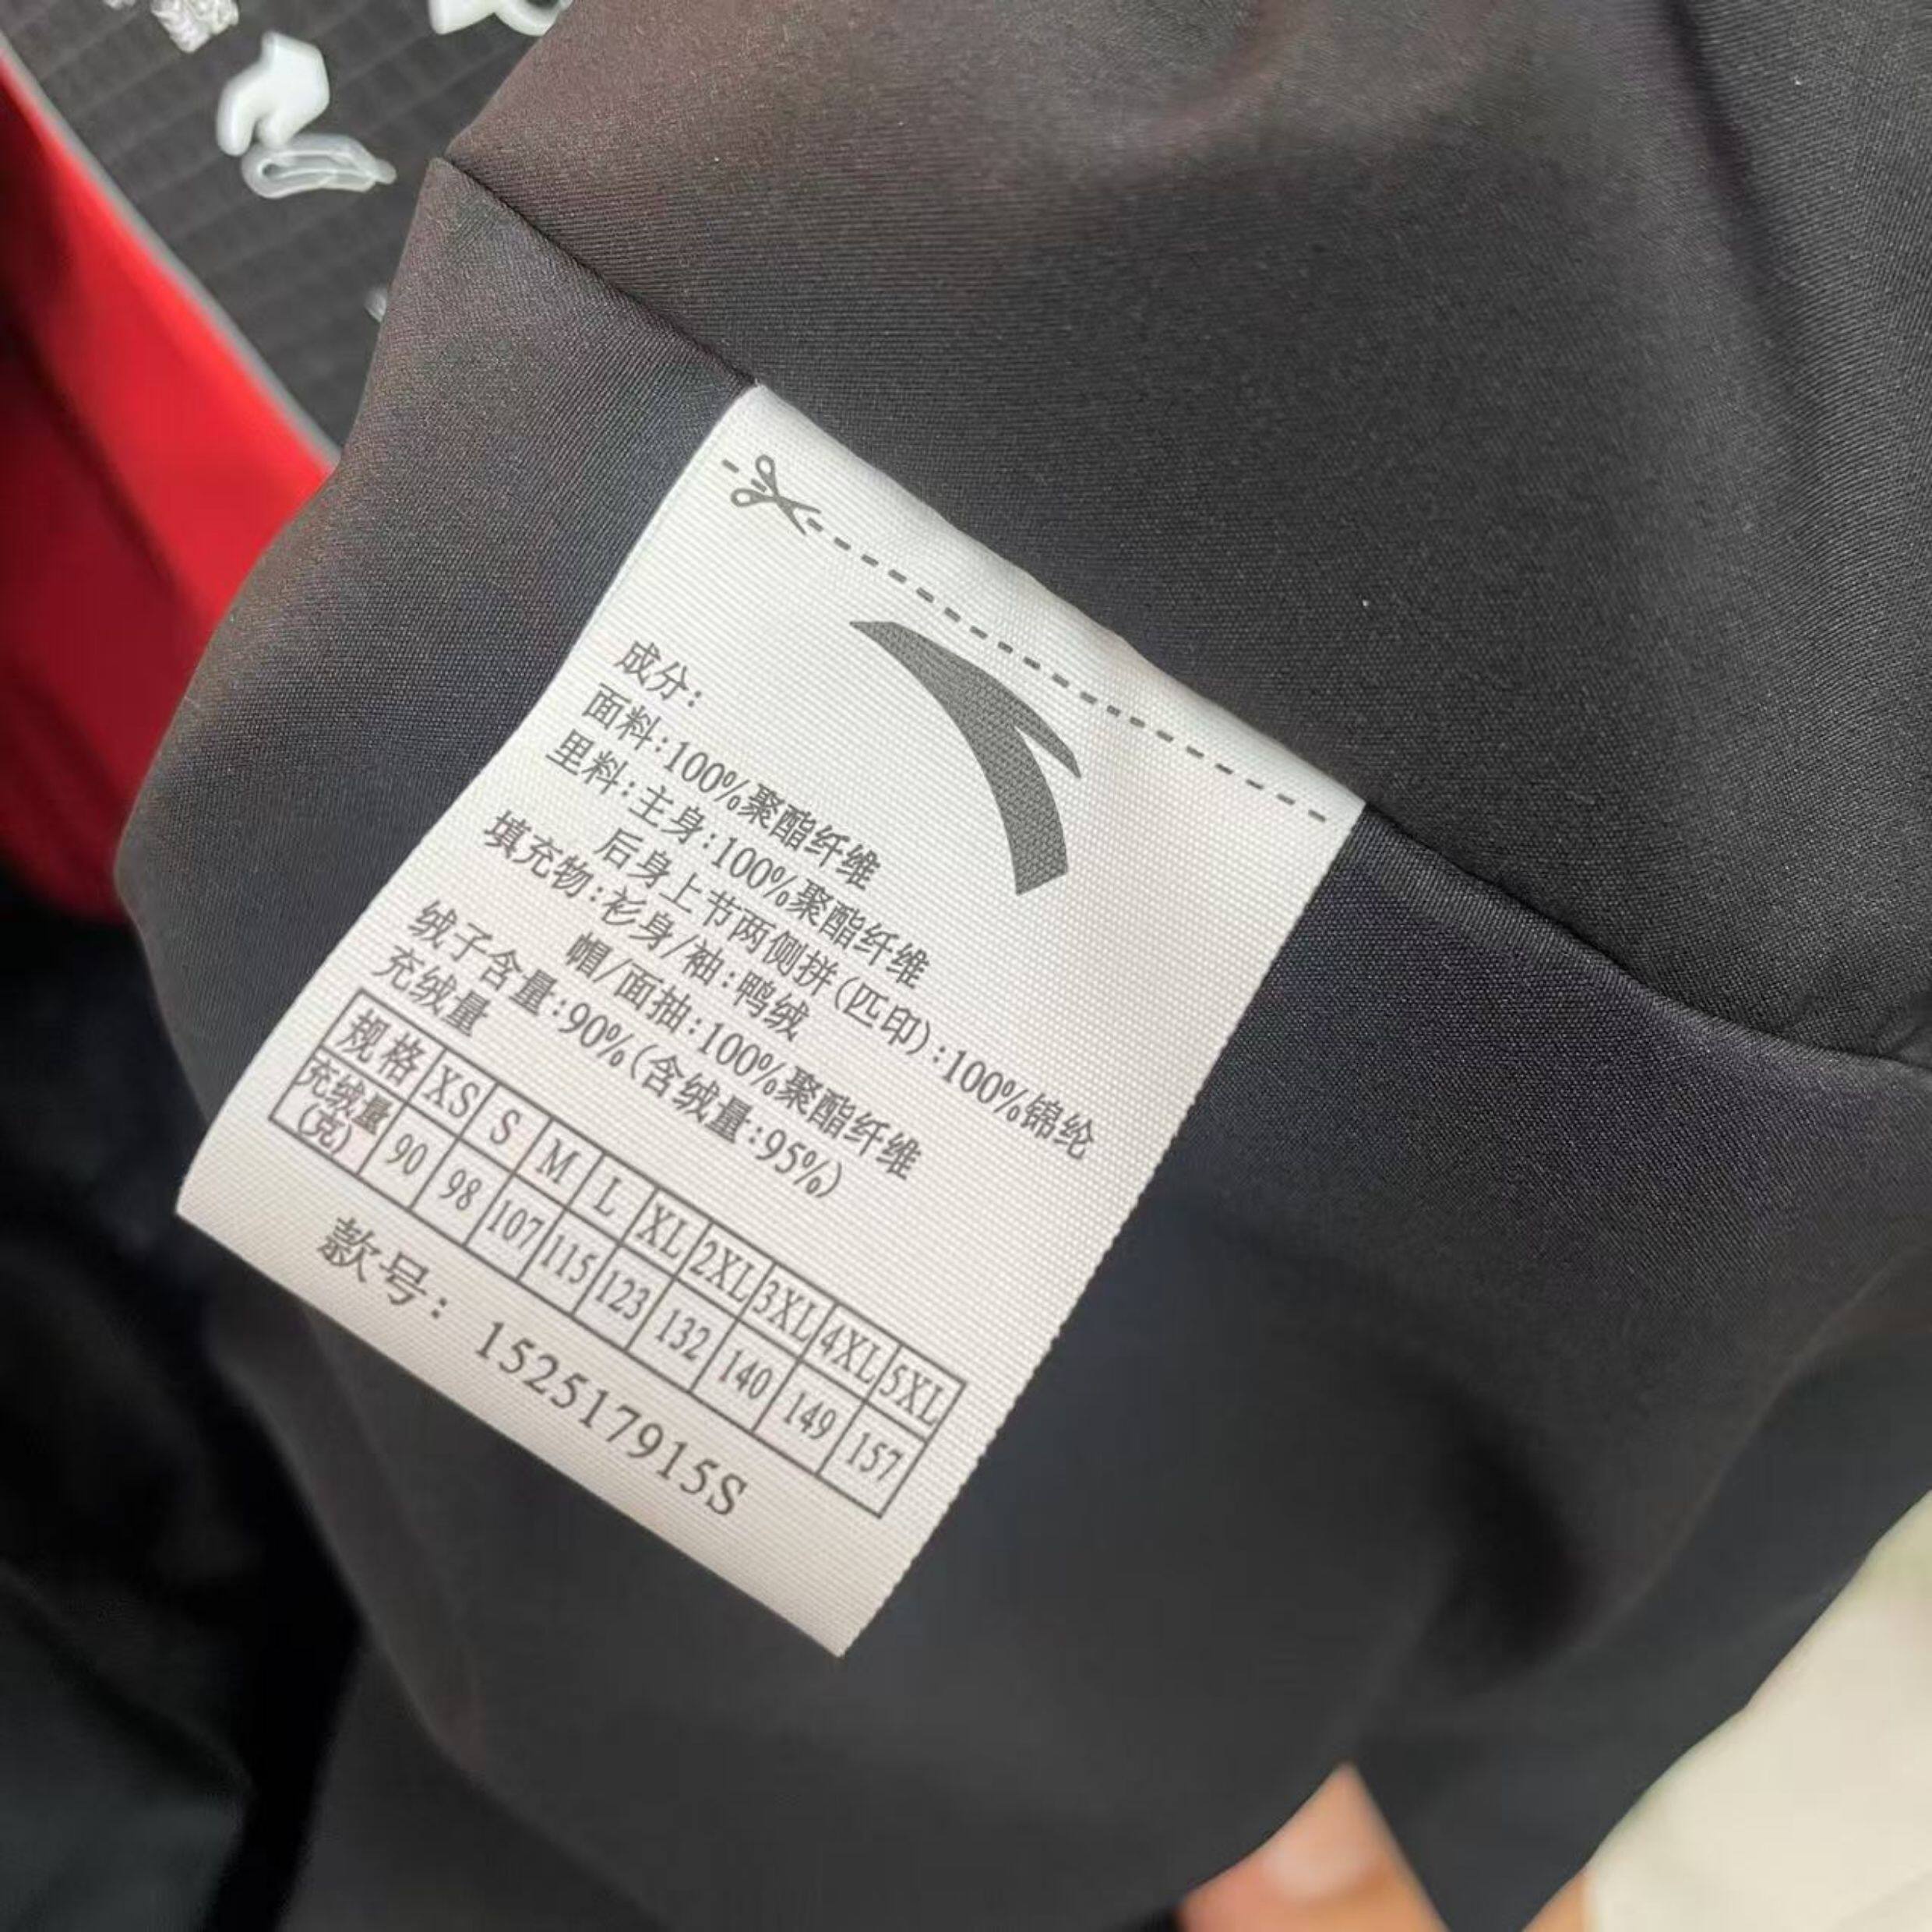 成分:
面料:100%聚酯纤维
里料:主身:100%聚酯纤维
后身上节两侧拼(匹印):100%锦纶
填充物:衫身/袖:鸭绒
帽/面抽:100%聚酯纤维
绒子含量:90%(含绒量:95%)
充绒量
规格 XS S M L XL 2XL 3XL 4XL 5XL
充绒量(克) 90 98 107 115 123 132 140 149 157
款号: 152517915S